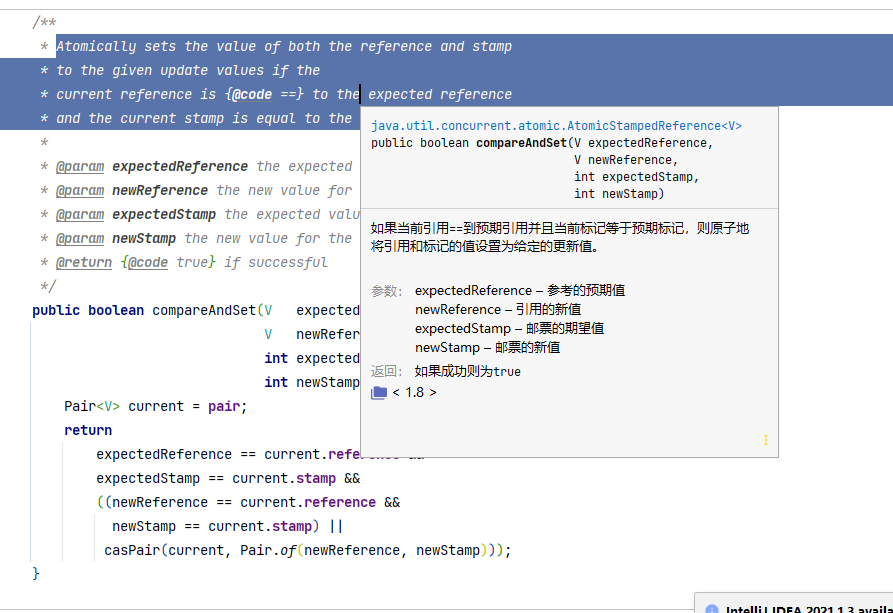 /**
* Atomically sets the value of both the reference and stamp
* to the given update values if the
* current reference is {@code ==} to the expected reference
* and the current stamp is equal to the
*
* @param expectedReference the expected
* @param newReference the new value for
* @param expectedStamp the expected valu
* @param newStamp the new value for the
* @return {@code true} if successful
*/
public boolean compareAndSet(V expected
V newRefer
int expected
int newStamp
Pair<V> current = pair;
return
expectedReference == current.refe
expectedStamp == current.stamp &&
((newReference == current.reference &&
newStamp == current.stamp) ||
casPair(current, Pair.of(newReference, newStamp)));
}
java.util.concurrent.atomic.AtomicStampedReference<V>
public boolean compareAndSet(V expectedReference,
V newReference,
int expectedStamp,
int newStamp)
如果当前引用==到预期引用并且当前标记等于预期标记，则原子地
将引用和标记的值设置为给定的更新值。
参数: expectedReference – 参考的预期值
newReference – 引用的新值
expectedStamp – 邮票的期望值
newStamp – 邮票的新值
返回: 如果成功则为true
< 1.8 >
IntelliJ IDEA 2021.1.3 availa